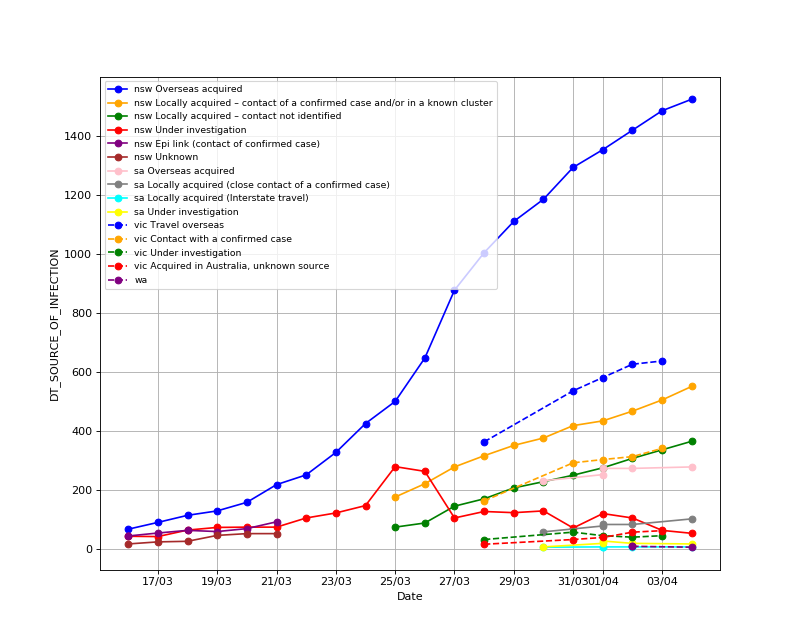 nsw Overseas acquired
nsw Locally acquired – contact of a confirmed case and/or in a known cluster
nsw Locally acquired – contact not identified
nsw Under investigation
nsw Epi link (contact of confirmed case)
nsw Unknown
sa Overseas acquired
sa Locally acquired (close contact of a confirmed case)
sa Locally acquired (Interstate travel)
sa Under investigation
vic Travel overseas
vic Contact with a confirmed case
vic Under investigation
vic Acquired in Australia, unknown source
wa
1400
1200
1000
800
600
400
200
0
DT_SOURCE_OF_INFECTION
17/03 19/03 21/03 23/03 25/03 27/03 29/03 31/03 01/04 03/04
Date